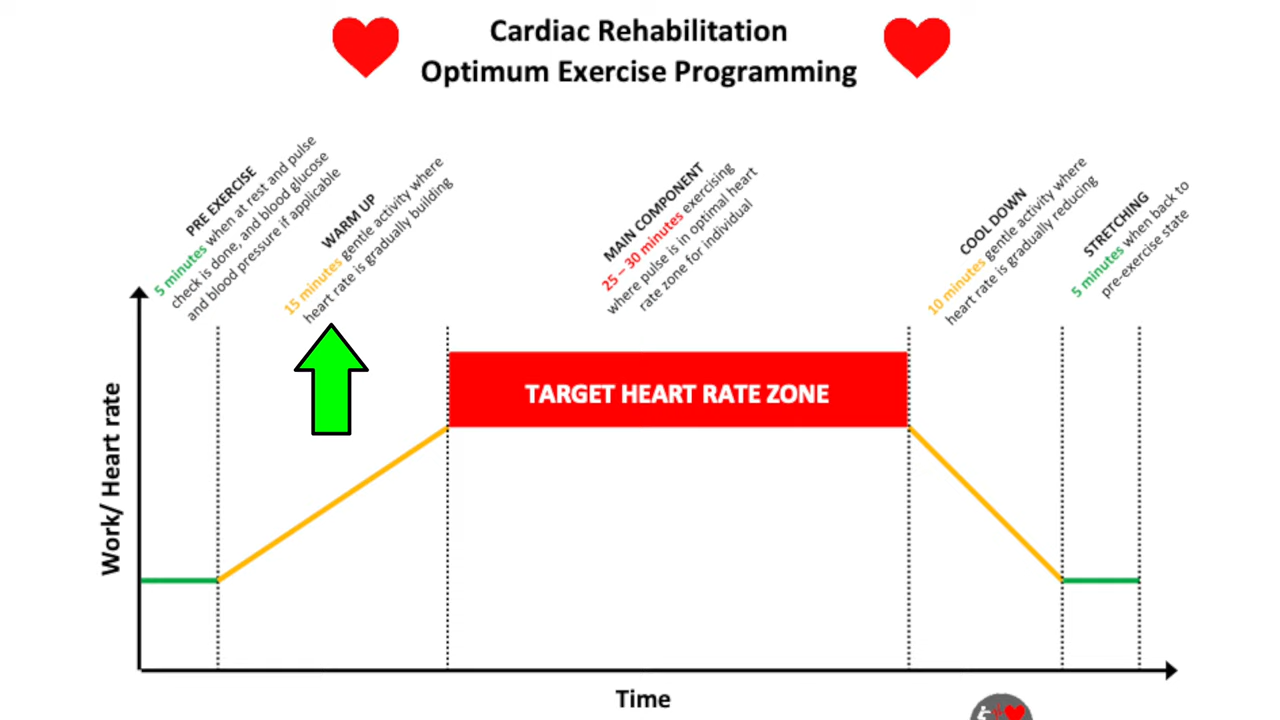 Cardiac Rehabilitation
Optimum Exercise Programming
PRE EXERCISE
5 minutes when at rest and pulse
check is done, and blood glucose
and blood pressure if applicable
WARM UP
15 minutes gentle activity where
heart rate is gradually building
MAIN COMPONENT
25 – 30 minutes exercising
where pulse is in optimal heart
rate zone for individual
COOL DOWN
10 minutes gentle activity where
heart rate is gradually reducing
STRETCHING
5 minutes when back to
pre-exercise state
TARGET HEART RATE ZONE
Work/ Heart rate
Time